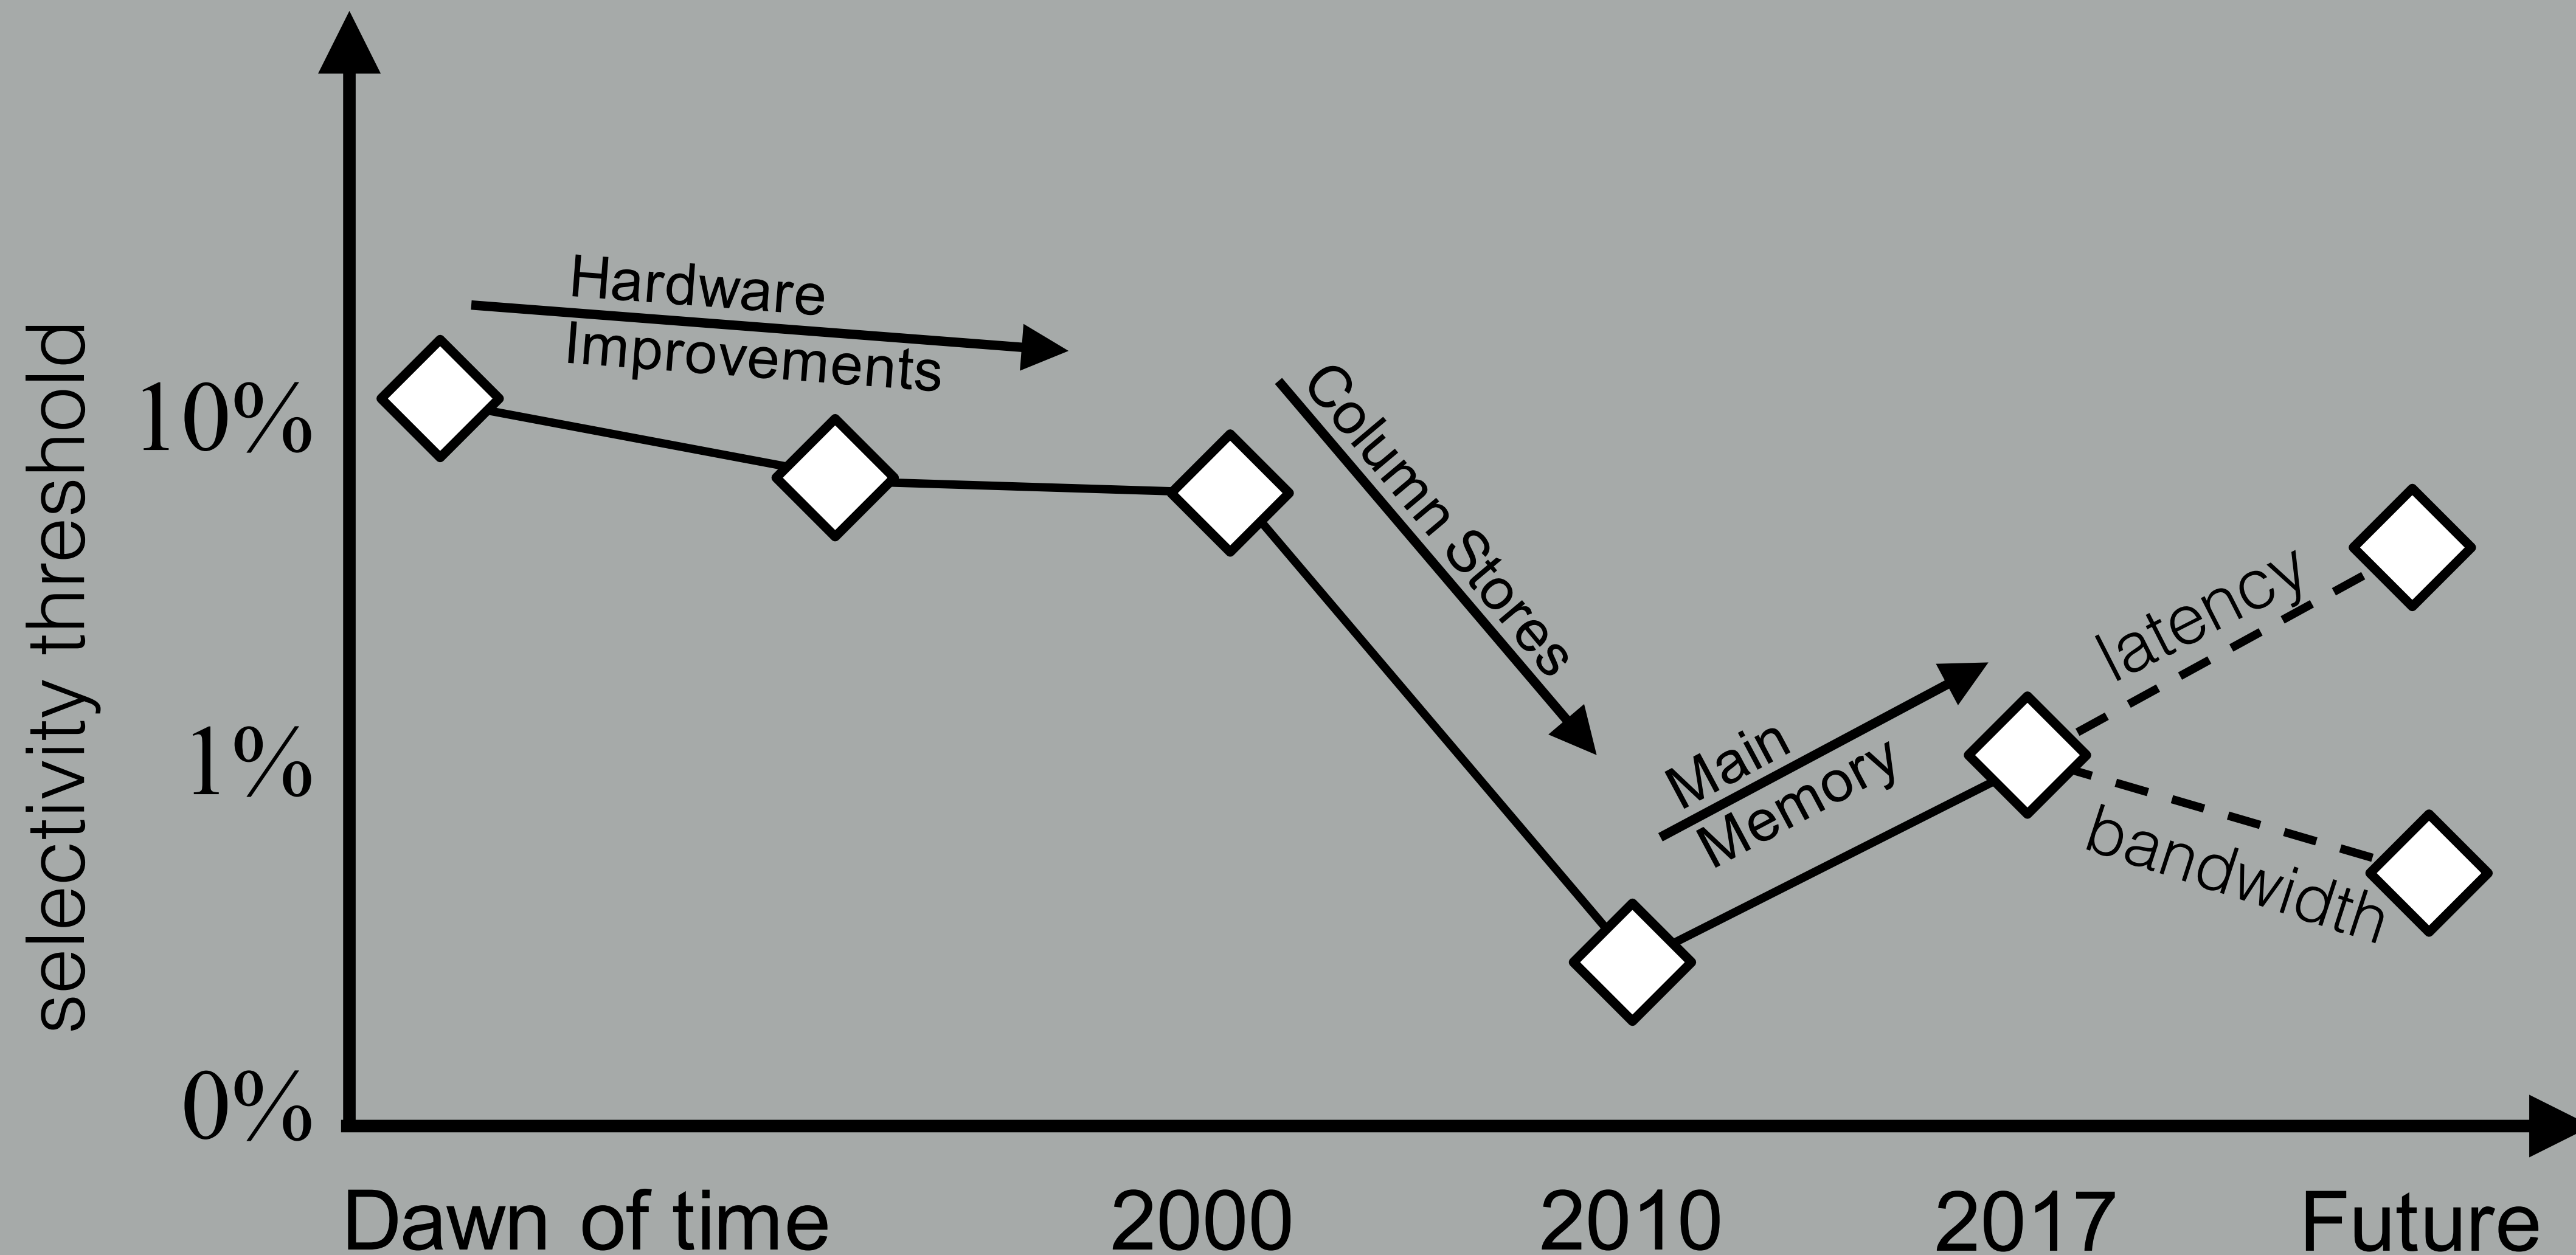 selectivity threshold
10%
1%
0%
Hardware
Improvements
Column Stores
Main
Memory
latency
bandwidth
Dawn of time
2000
2010
2017
Future